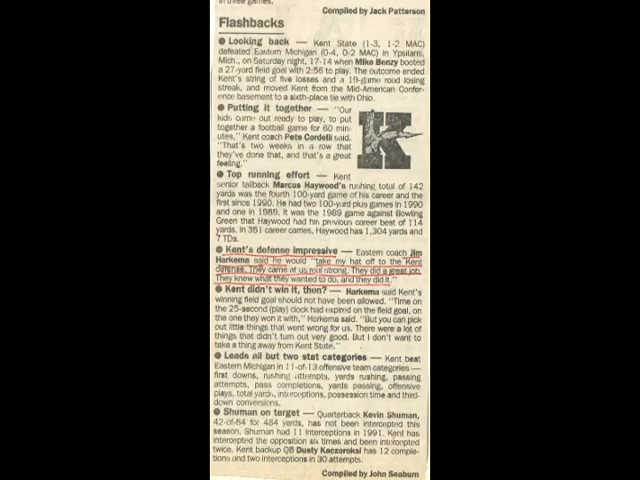 in three games.
Compiled by Jack Patterson
Flashbacks
● Looking back — Kent State (1-3, 1-2 MAC)
defeated Eastern Michigan (0-4, 0-2 MAC) in Ypsilanti,
Mich., on Saturday night, 17-14 when Mike Benzy booted
a 27-yard field goal with 2:56 to play. The outcome ended
Kent's string of five losses and a 19-game road losing
streak, and moved Kent from the Mid-American Confer-
ence basement to a sixth-place tie with Ohio.
● Putting it together — "Our
kids came out ready to play, to put
together a football game for 60 min-
utes," Kent coach Pete Cordelli said.
"That's two weeks in a row that
they've done that, and that's a great
feeling."
K
● Top running effort — Kent
senior tailback Marcus Haywood's rushing total of 142
yards was the fourth 100-yard game of his career and the
first since 1990. He had two 100-yard plus games in 1990
and one in 1989. It was the 1989 game against Bowling
Green that Haywood had his previous career best of 114
yards. In 351 career carries, Haywood has 1,304 yards and
7 TDs.
● Kent's defense impressive — Eastern coach Jim
Harkema said he would "take my hat off to the Kent
defense. They came at us real strong. They did a great job.
They knew what they wanted to do, and they did it."
● Kent didn't win it, then? — Harkema said Kent's
winning field goal should not have been allowed. "Time on
the 25-second (play) clock had expired on the field goal, on
the one they won it with," Harkema said. "But you can pick
out little things that went wrong for us. There were a lot of
things that didn't turn out very good. But I don't want to
take a thing away from Kent State."
● Leads all but two stat categories — Kent beat
Eastern Michigan in 11-of-13 offensive team categories —
first downs, rushing attempts, yards rushing, passing
attempts, pass completions, yards passing, offensive
plays, total yards, interceptions, possession time and third-
down conversions.
● Shuman on target — Quarterback Kevin Shuman,
42-of-84 for 484 yards, has not been intercepted this
season. Shuman had 11 interceptions in 1991. Kent has
intercepted the opposition six times and been intercepted
twice. Kent backup QB Dusty Kaczoroksi has 12 comple-
tions and two interceptions in 30 attempts.
Compiled by John Seaburn